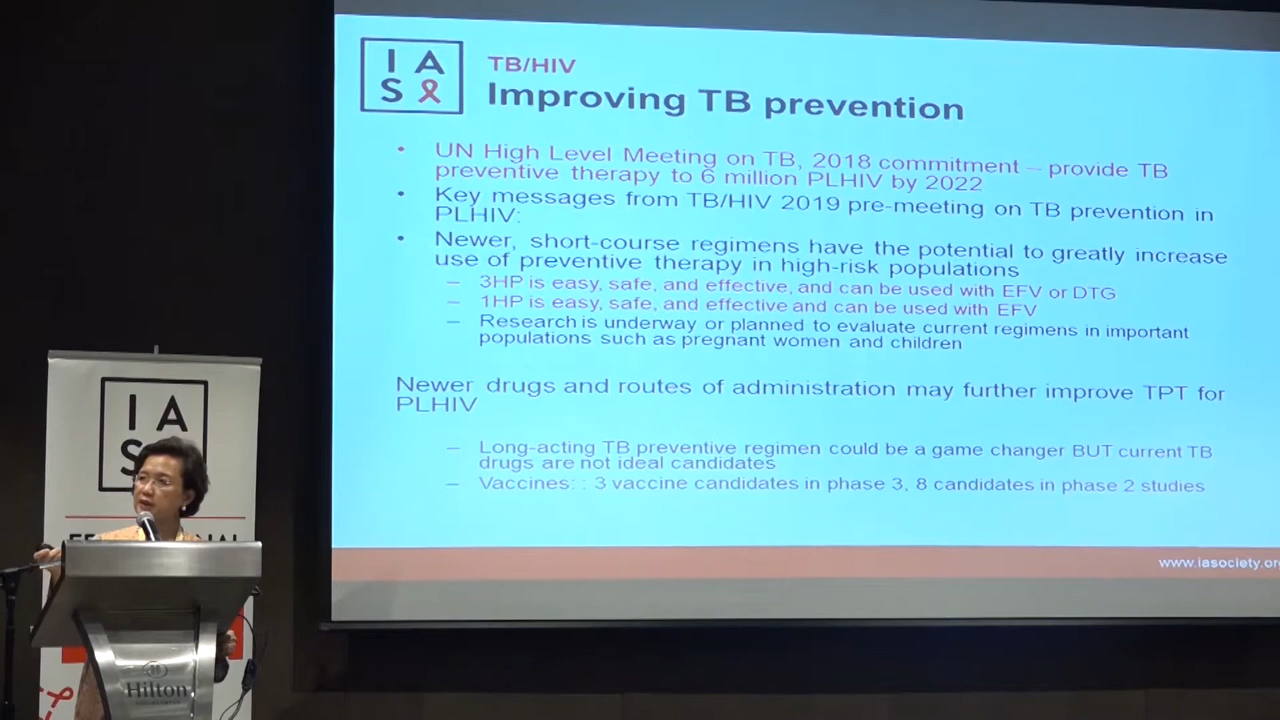 I A
S
TB/HIV
Improving TB prevention
• UN High Level Meeting on TB, 2018 commitment – provide TB
preventive therapy to 6 million PLHIV by 2022
• Key messages from TB/HIV 2019 pre-meeting on TB prevention in
PLHIV:
• Newer, short-course regimens have the potential to greatly increase
use of preventive therapy in high-risk populations
– 3HP is easy, safe, and effective, and can be used with EFV or DTG
– 1HP is easy, safe, and effective and can be used with EFV
– Research is underway or planned to evaluate current regimens in important
populations such as pregnant women and children
Newer drugs and routes of administration may further improve TPT for
PLHIV
– Long-acting TB preventive regimen could be a game changer BUT current TB
drugs are not ideal candidates
– Vaccines: : 3 vaccine candidates in phase 3, 8 candidates in phase 2 studies
www.iasociety.or
I A
S
Hilton